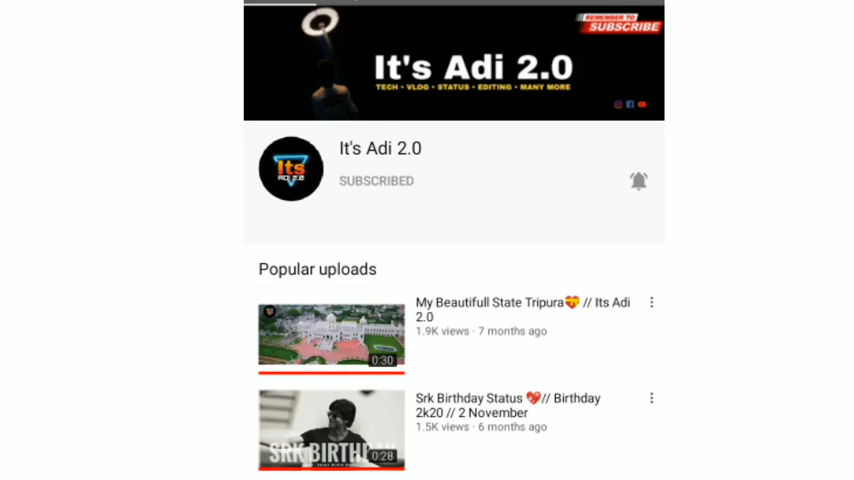 REMEMBER TO
SUBSCRIBE
It's Adi 2.0
TECH • VLOG • STATUS • EDITING • MANY MORE
Its
ADI 2.0
It's Adi 2.0
SUBSCRIBED
Popular uploads
My Beautifull State Tripura💝 // Its Adi
2.0
1.9K views · 7 months ago
0:30
Srk Birthday Status 💖// Birthday
2k20 // 2 November
1.5K views · 6 months ago
SRK BIRTHDAY
0:28